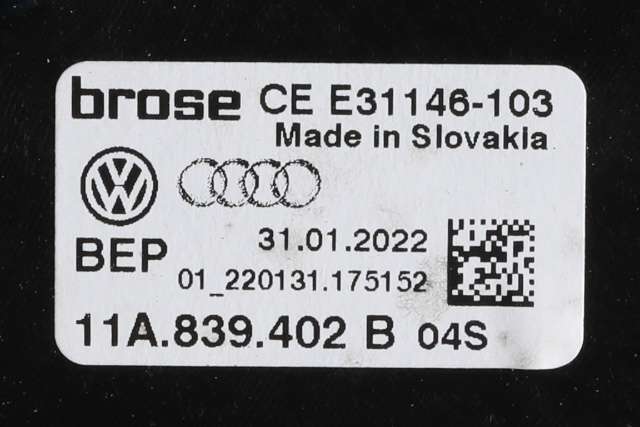 brose CE E31146-103
Made in Slovakia
BEP 31.01.2022
01_220131.175152
11A.839.402 B 04S